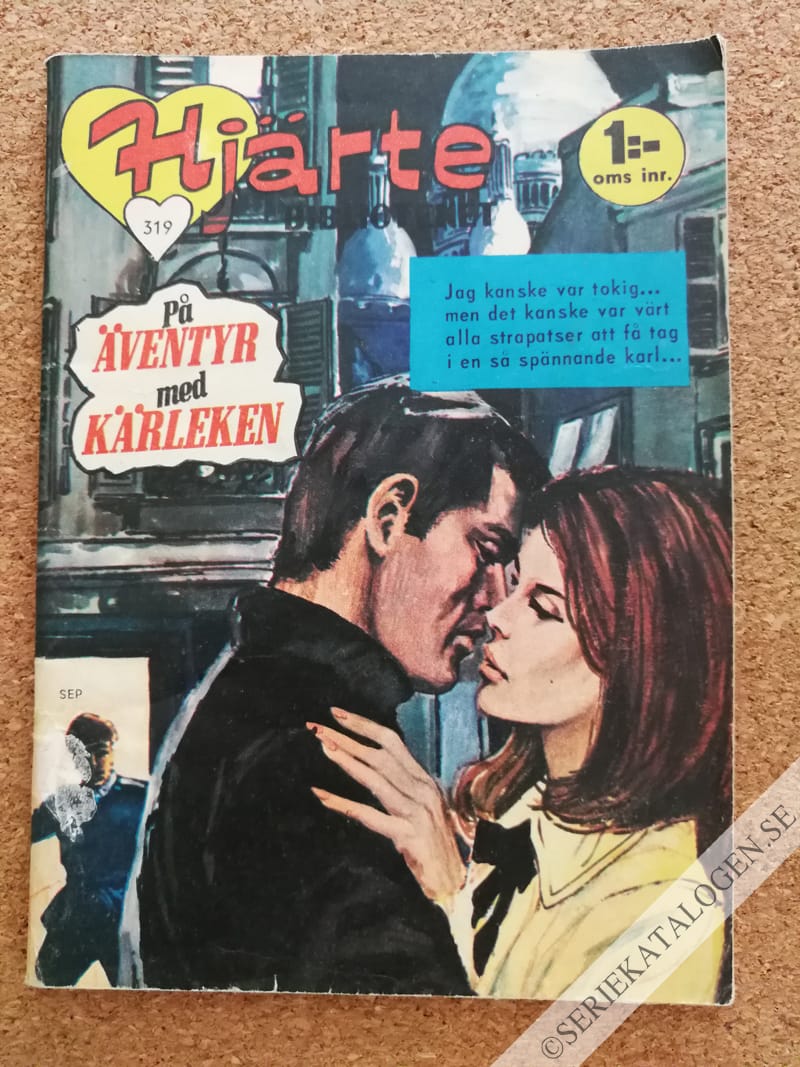 Hjärte
BIBLIOTEKET
319
1:-
oms inr.
Jag kanske var tokig...
men det kanske var värt
alla strapatser att få tag
i en så spännande karl...
På
ÄVENTYR
med
KÄRLEKEN
SEP
©SERIEKATALOGEN.SE